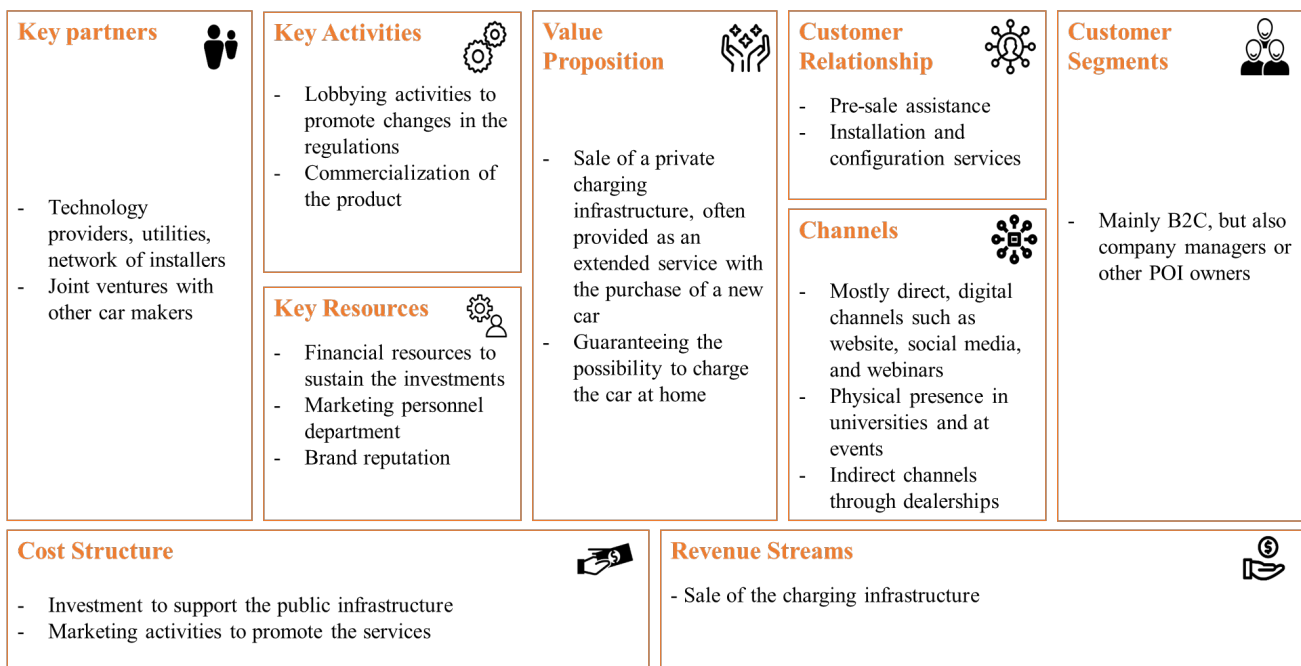 Key partners
- Technology
providers, utilities,
network of installers
- Joint ventures with
other car makers
Key Activities
- Lobbying activities to
promote changes in the
regulations
- Commercialization of
the product
Key Resources
- Financial resources to
sustain the investments
- Marketing personnel
department
- Brand reputation
Value
Proposition
- Sale of a private
charging
infrastructure, often
provided as an
extended service with
the purchase of a new
car
- Guaranteeing the
possibility to charge
the car at home
Customer
Relationship
- Pre-sale assistance
- Installation and
configuration services
Channels
- Mostly direct, digital
channels such as
website, social media,
and webinars
- Physical presence in
universities and at
events
- Indirect channels
through dealerships
Customer
Segments
- Mainly B2C, but also
company managers or
other POI owners
Cost Structure
- Investment to support the public infrastructure
- Marketing activities to promote the services
Revenue Streams
- Sale of the charging infrastructure